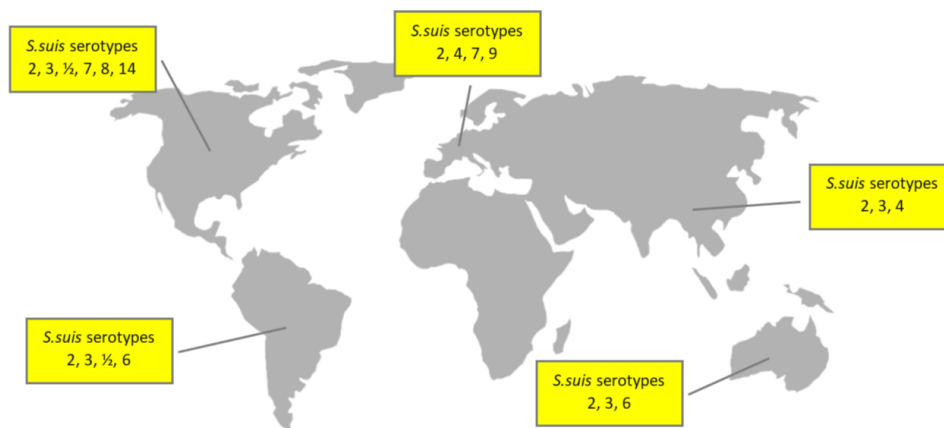 S.suis serotypes
2, 3, ½, 7, 8, 14
S.suis serotypes
2, 4, 7, 9
S.suis serotypes
2, 3, 4
S.suis serotypes
2, 3, ½, 6
S.suis serotypes
2, 3, 6